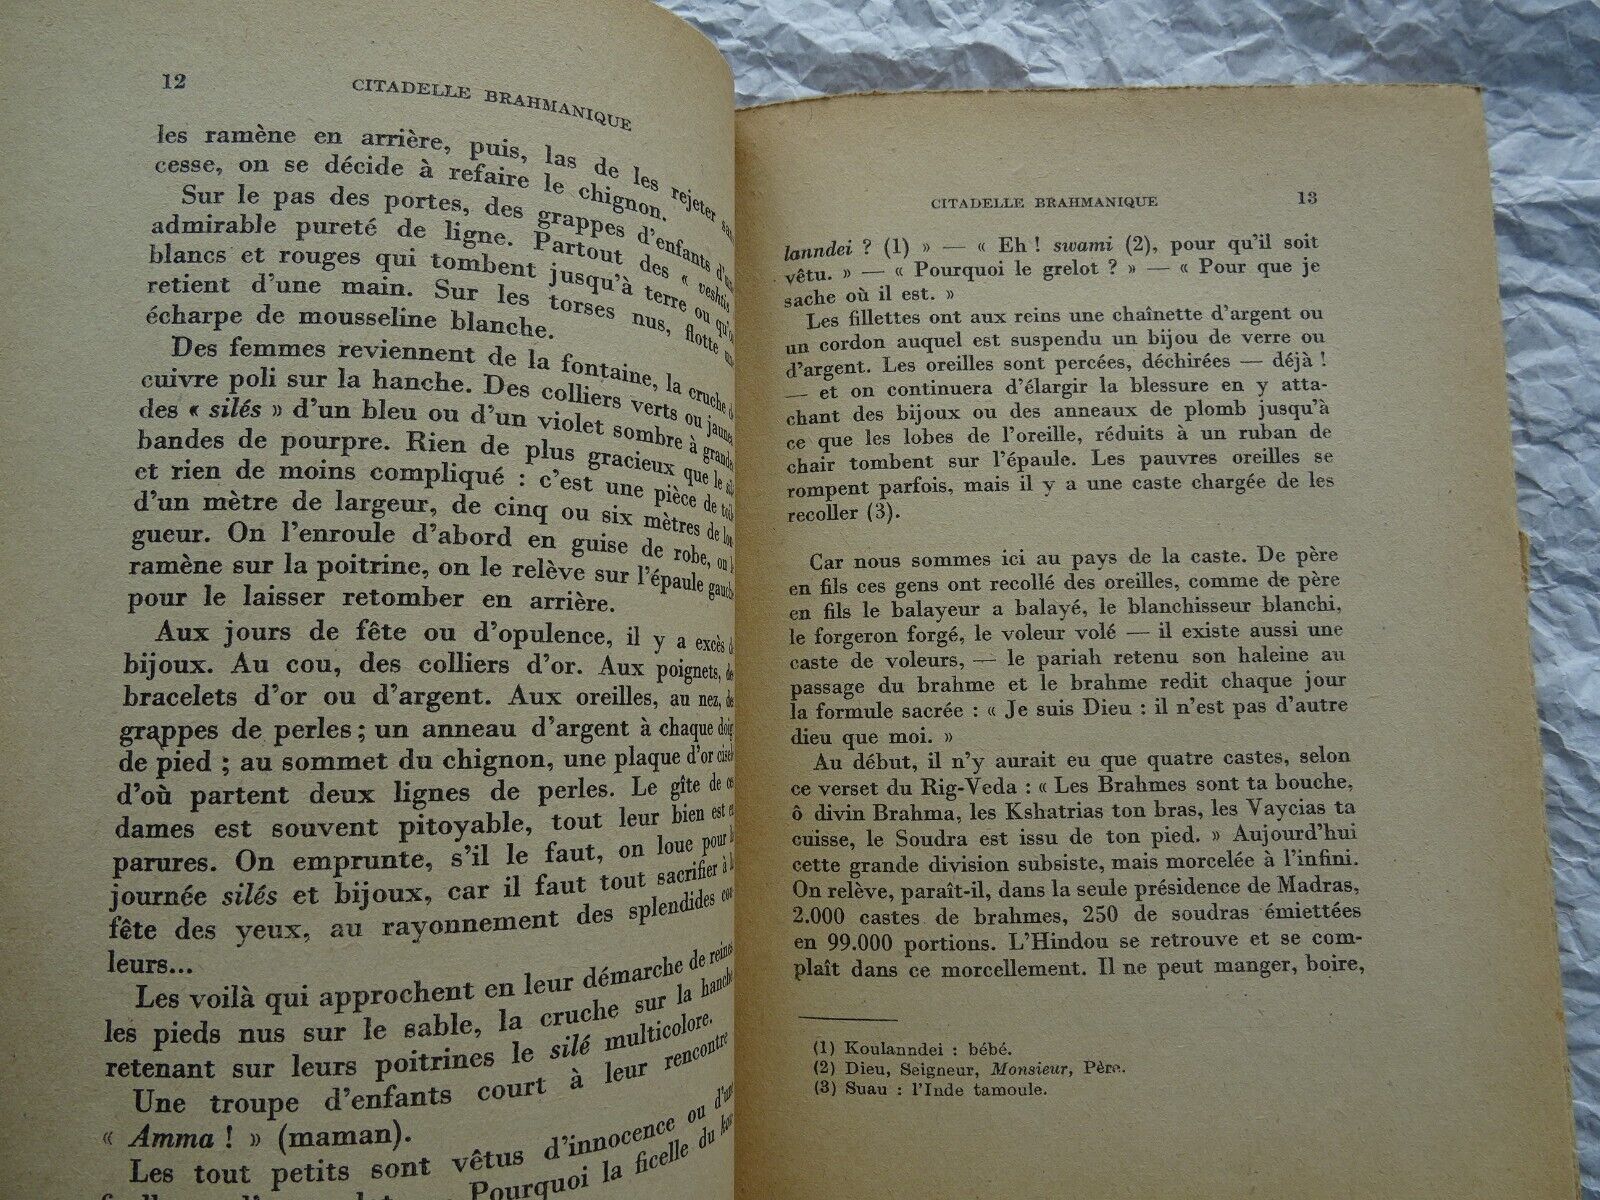 12
CITADELLE BRAHMANIQUE
les ramène en arrière, puis, las de les rejeter
cesse, on se décide à refaire le chignon.
Sur le pas des portes, des grappes d'enfants
admirable pureté de ligne. Partout des « veshtis
blancs et rouges qui tombent jusqu'à terre ou
retient d'une main. Sur les torses nus, flotte
écharpe de mousseline blanche.
Des femmes reviennent de la fontaine, la cruche
cuivre poli sur la hanche. Des colliers verts ou
des « silés » d'un bleu ou d'un violet sombre à
bandes de pourpre. Rien de plus gracieux que le
et rien de moins compliqué : c'est une pièce de
d'un mètre de largeur, de cinq ou six mètres de
gueur. On l'enroule d'abord en guise de robe, on
ramène sur la poitrine, on le relève sur l'épaule
pour le laisser retomber en arrière.
Aux jours de fête ou d'opulence, il y a excès
bijoux. Au cou, des colliers d'or. Aux poignets,
bracelets d'or ou d'argent. Aux oreilles, au nez,
grappes de perles ; un anneau d'argent à chaque
de pied ; au sommet du chignon, une plaque d'or
d'où partent deux lignes de perles. Le gîte de ces
dames est souvent pitoyable, tout leur bien est
parures. On emprunte, s'il le faut, on loue pour
journée silés et bijoux, car il faut tout sacrifier à
fête des yeux, au rayonnement des splendides
leurs...
Les voilà qui approchent en leur démarche de reines
les pieds nus sur le sable, la cruche sur la hanche
retenant sur leurs poitrines le silé multicolore.
Une troupe d'enfants court à leur rencontre
« Amma ! » (maman).
Les tout petits sont vêtus d'innocence ou
Pourquoi la ficelle du
CITADELLE BRAHMANIQUE
13
lanndei ? (1) » — « Eh ! swami (2), pour qu'il soit
vêtu. » — « Pourquoi le grelot ? » — « Pour que je
sache où il est. »
Les fillettes ont aux reins une chaînette d'argent ou
un cordon auquel est suspendu un bijou de verre ou
d'argent. Les oreilles sont percées, déchirées — déjà !
— et on continuera d'élargir la blessure en y atta-
chant des bijoux ou des anneaux de plomb jusqu'à
ce que les lobes de l'oreille, réduits à un ruban de
chair tombent sur l'épaule. Les pauvres oreilles se
rompent parfois, mais il y a une caste chargée de les
recoller (3).
Car nous sommes ici au pays de la caste. De père
en fils ces gens ont recollé des oreilles, comme de père
en fils le balayeur a balayé, le blanchisseur blanchi,
le forgeron forgé, le voleur volé — il existe aussi une
caste de voleurs, — le pariah retenu son haleine au
passage du brahme et le brahme redit chaque jour
la formule sacrée : « Je suis Dieu : il n'est pas d'autre
dieu que moi. »
Au début, il n'y aurait eu que quatre castes, selon
ce verset du Rig-Veda : « Les Brahmes sont ta bouche,
ô divin Brahma, les Kshatrias ton bras, les Vaycias ta
cuisse, le Soudra est issu de ton pied. » Aujourd'hui
cette grande division subsiste, mais morcelée à l'infini.
On relève, paraît-il, dans la seule présidence de Madras,
2.000 castes de brahmes, 250 de soudras émiettées
en 99.000 portions. L'Hindou se retrouve et se com-
plaît dans ce morcellement. Il ne peut manger, boire,
(1) Koulanndei : bébé.
(2) Dieu, Seigneur, Monsieur, Père.
(3) Suau : l'Inde tamoule.